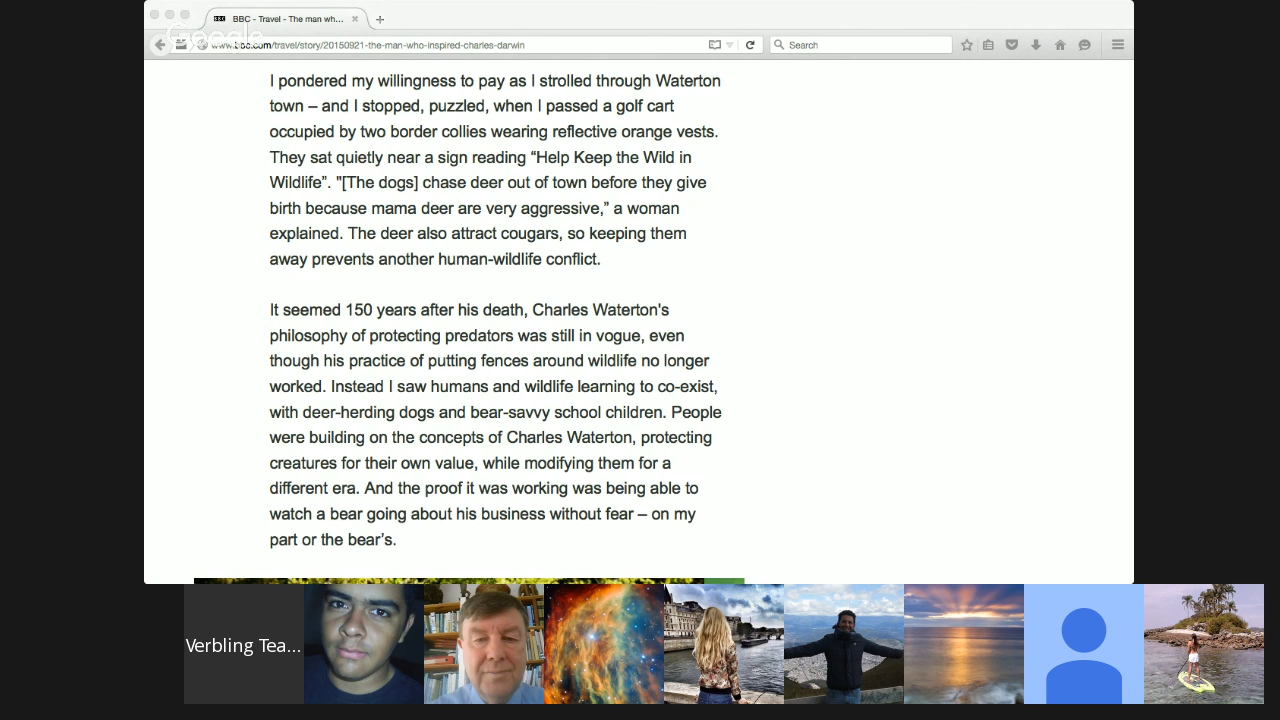 BBC - Travel - The man wh...
Google
www.bbc.com/travel/story/20150921-the-man-who-inspired-charles-darwin
Search
I pondered my willingness to pay as I strolled through Waterton
town – and I stopped, puzzled, when I passed a golf cart
occupied by two border collies wearing reflective orange vests.
They sat quietly near a sign reading “Help Keep the Wild in
Wildlife”. "[The dogs] chase deer out of town before they give
birth because mama deer are very aggressive,” a woman
explained. The deer also attract cougars, so keeping them
away prevents another human-wildlife conflict.
It seemed 150 years after his death, Charles Waterton's
philosophy of protecting predators was still in vogue, even
though his practice of putting fences around wildlife no longer
worked. Instead I saw humans and wildlife learning to co-exist,
with deer-herding dogs and bear-savvy school children. People
were building on the concepts of Charles Waterton, protecting
creatures for their own value, while modifying them for a
different era. And the proof it was working was being able to
watch a bear going about his business without fear – on my
part or the bear’s.
Verbling Tea...